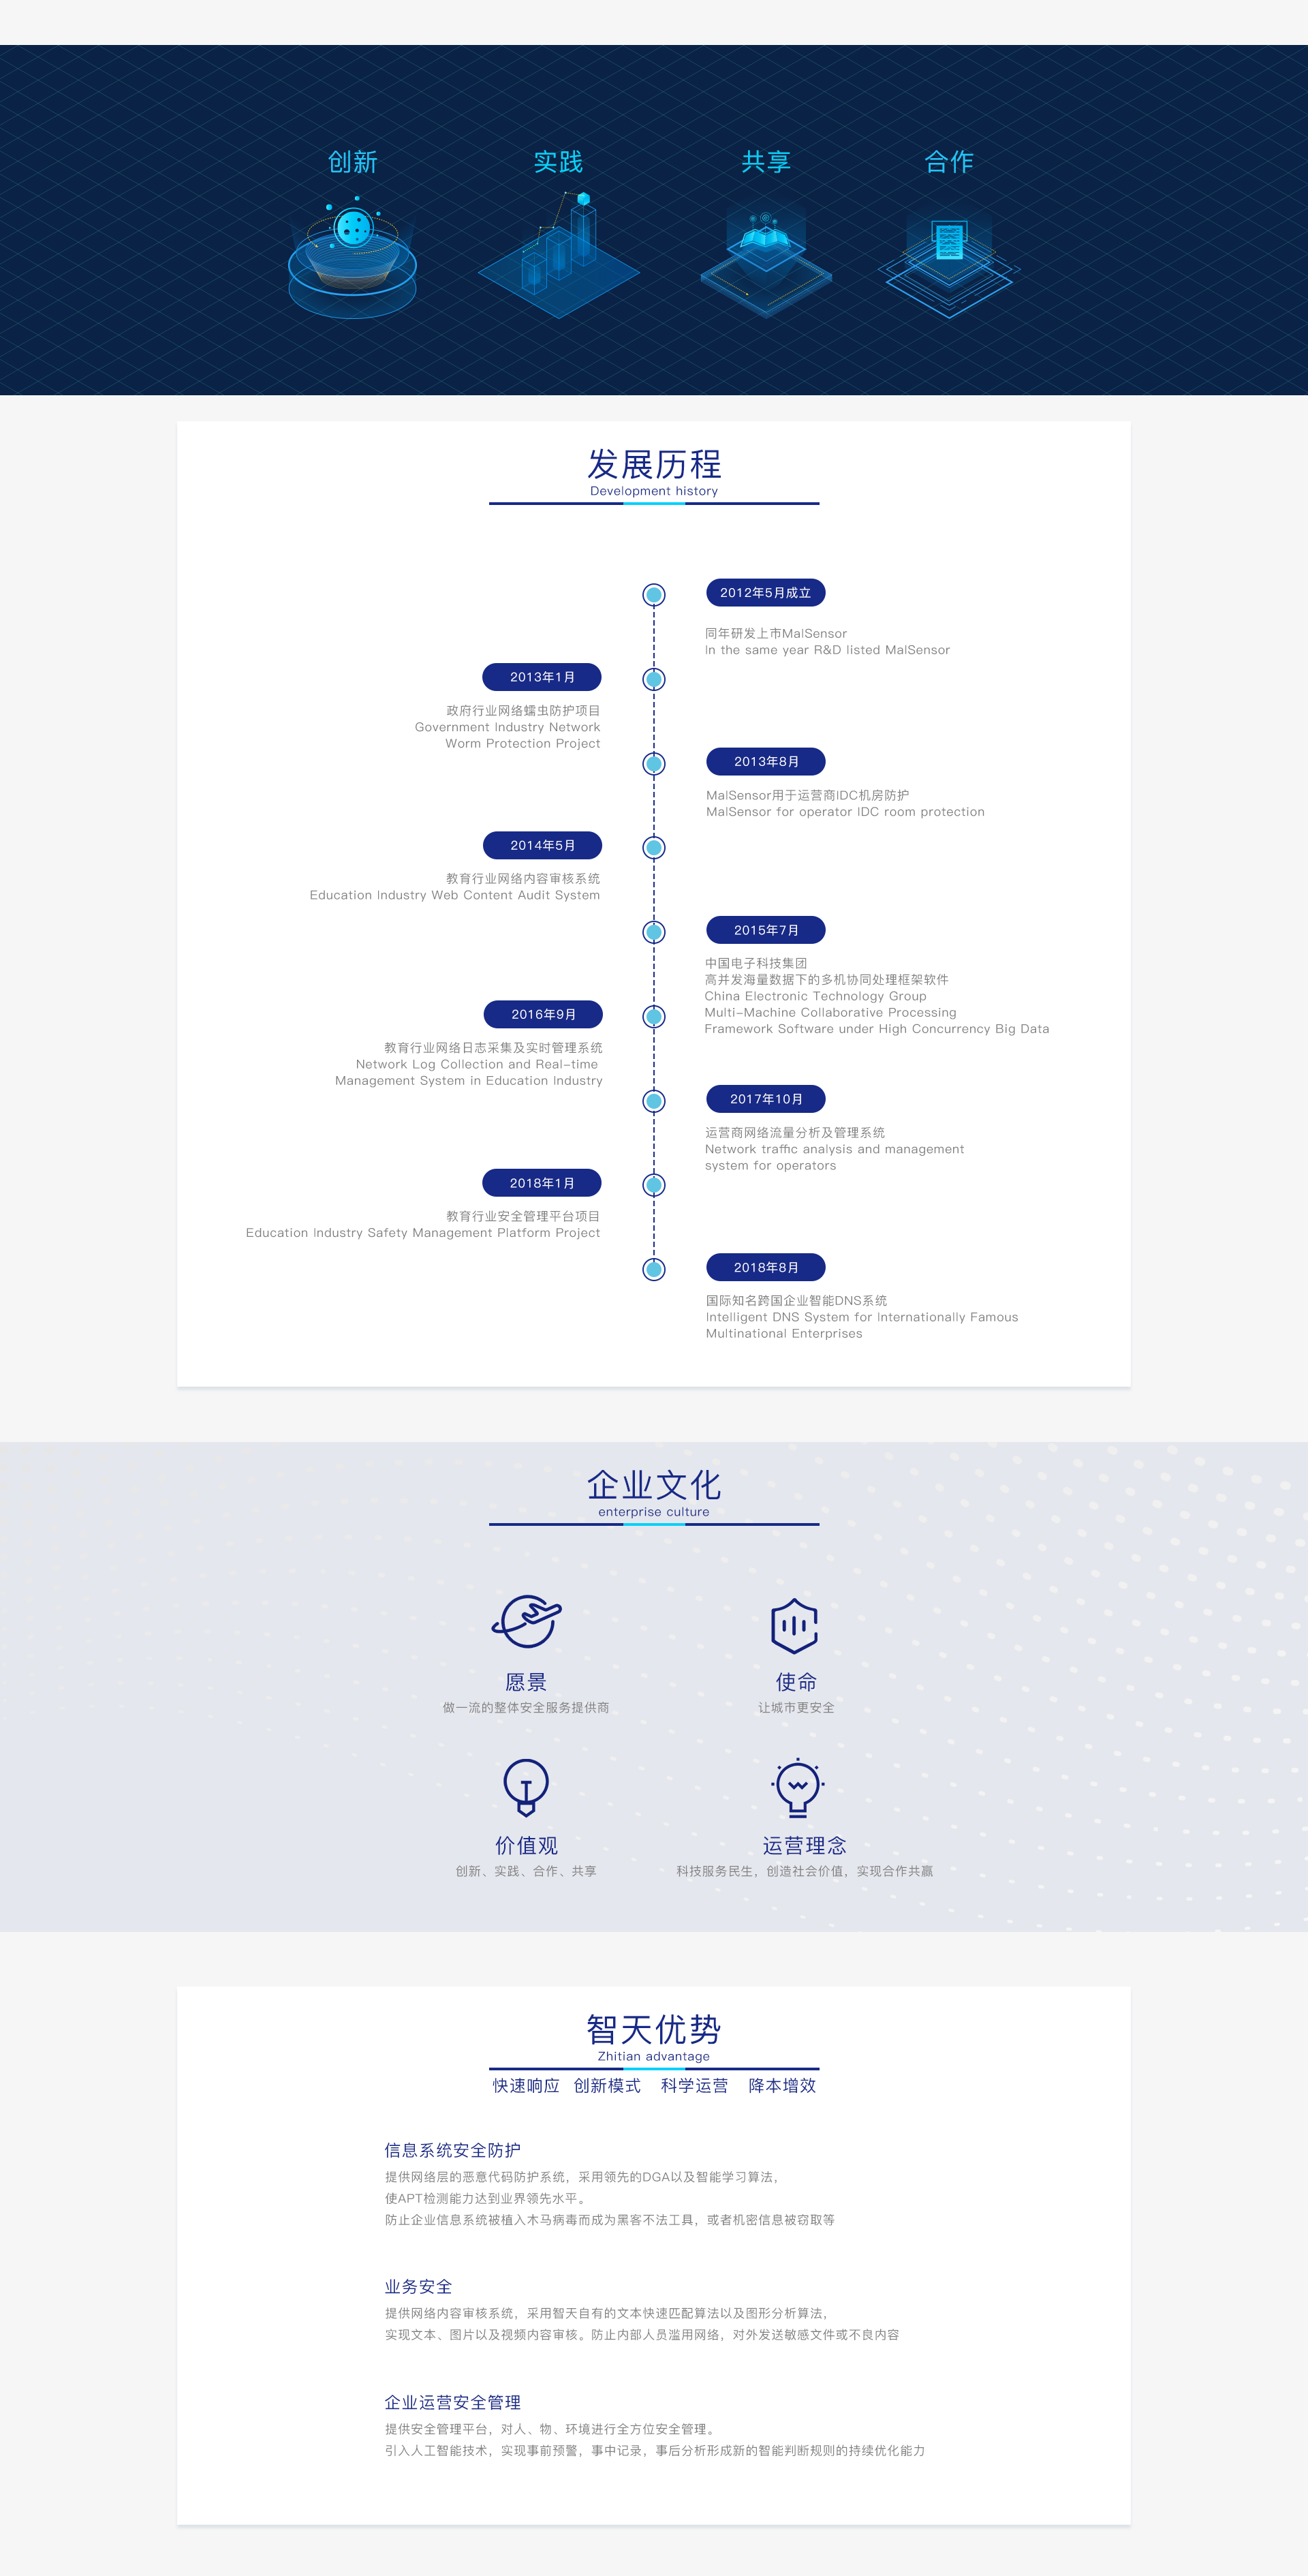 创新
实践
共享
合作
发展历程
Development history
2012年5月成立
同年研发上市MalSensor
In the same year R&D listed MalSensor
2013年1月
政府行业网络蠕虫防护项目
Government Industry Network
Worm Protection Project
2013年8月
MalSensor用于运营商IDC机房防护
MalSensor for operator IDC room protection
2014年5月
教育行业网络内容审核系统
Education Industry Web Content Audit System
2015年7月
中国电子科技集团
高并发海量数据下的多机协同处理框架软件
China Electronic Technology Group
Multi-Machine Collaborative Processing
Framework Software under High Concurrency Big Data
2016年9月
教育行业网络日志采集及实时管理系统
Network Log Collection and Real-time
Management System in Education Industry
2017年10月
运营商网络流量分析及管理系统
Network traffic analysis and management
system for operators
2018年1月
教育行业安全管理平台项目
Education Industry Safety Management Platform Project
2018年8月
国际知名跨国企业智能DNS系统
Intelligent DNS System for Internationally Famous
Multinational Enterprises
企业文化
enterprise culture
愿景
做一流的整体安全服务提供商
使命
让城市更安全
价值观
创新、实践、合作、共享
运营理念
科技服务民生，创造社会价值，实现合作共赢
智天优势
Zhitian advantage
快速响应 创新模式 科学运营 降本增效
信息系统安全防护
提供网络层的恶意代码防护系统，采用领先的DGA以及智能学习算法，
使APT检测能力达到业界领先水平。
防止企业信息系统被植入木马病毒而成为黑客不法工具，或者机密信息被窃取等
业务安全
提供网络内容审核系统，采用智天自有的文本快速匹配算法以及图形分析算法，
实现文本、图片以及视频内容审核。防止内部人员滥用网络，对外发送敏感文件或不良内容
企业运营安全管理
提供安全管理平台，对人、物、环境进行全方位安全管理。
引入人工智能技术，实现事前预警，事中记录，事后分析形成新的智能判断规则的持续优化能力